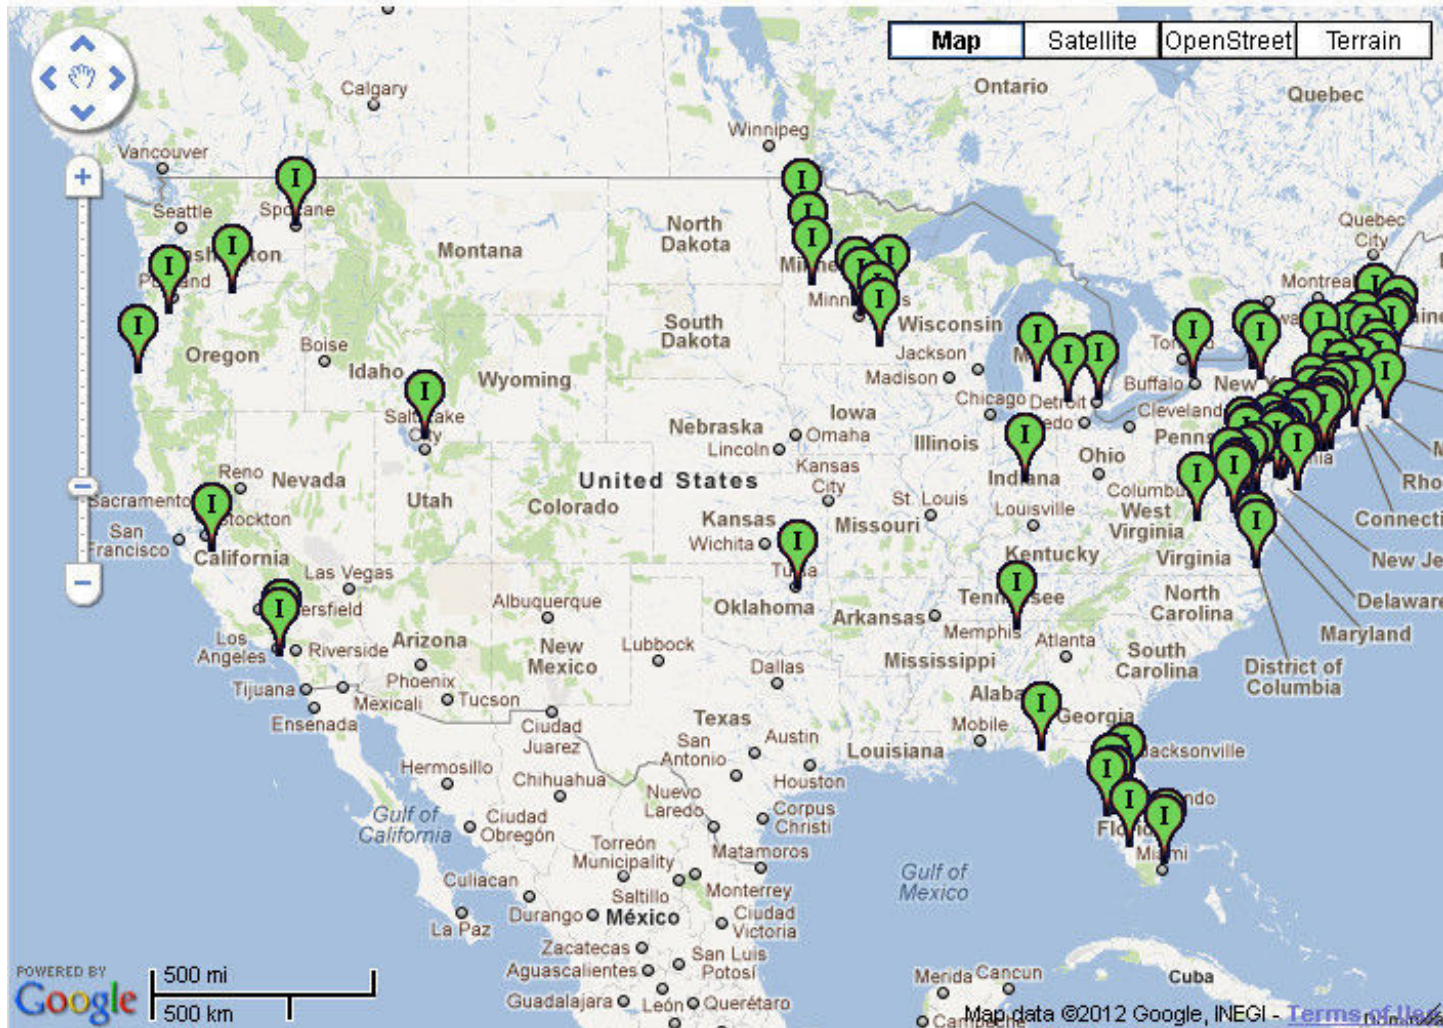 Map
Satellite
OpenStreet
Terrain
Calgary
Ontario
Quebec
Winnipeg
Vancouver
Seattle
Spokane
North
Dakota
Montana
Quebec
City
Montreal
South
Dakota
Wisconsin
Oregon
Boise
Idaho
Wyoming
Jackson
Madison
Buffalo
Chicago
Detroit
Cleveland
Nebraska
Iowa
Lincoln
Omaha
Illinois
Ohio
Indiana
Reno
Nevada
United States
Kansas
City
Sacramento
Stockton
San
Francisco
California
Utah
Colorado
Kansas
Missouri
St. Louis
Louisville
West
Virginia
Rho
Connecti
Wichita
Kentucky
Virginia
New Je
Las Vegas
Albuquerque
Oklahoma
Arkansas
Tennessee
North
Carolina
Delaware
Los
Angeles
Riverside
Arizona
New
Mexico
Lubbock
Memphis
Atlanta
Maryland
Phoenix
Dallas
Mississippi
South
Carolina
District of
Columbia
Tijuana
Mexicali
Tucson
Ensenada
Ciudad
Juarez
Texas
Alaba
Georgia
San
Antonio
Austin
Mobile
Louisiana
Jacksonville
Hermosillo
Chihuahua
Houston
Nuevo
Laredo
Corpus
Christi
Gulf of
California
Ciudad
Obregón
Torreón
Municipality
Matamoros
Miami
Gulf of
Mexico
Culiacan
Saltillo
Monterrey
La Paz
Durango
México
Ciudad
Victoria
Zacatecas
San Luis
Potosí
Aguascalientes
Guadalajara
León
Querétaro
Merida
Cancun
Cuba
POWERED BY
Google
500 mi
500 km
Map data ©2012 Google, INEGI - Terms of Use